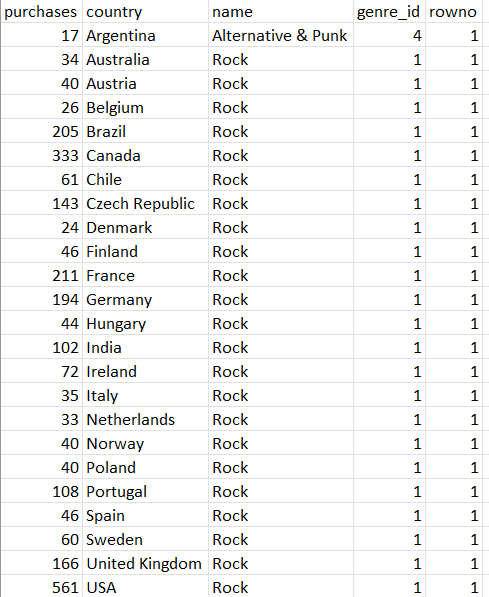 purchases country name genre_id rowno
17 Argentina Alternative & Punk 4 1
34 Australia Rock 1 1
40 Austria Rock 1 1
26 Belgium Rock 1 1
205 Brazil Rock 1 1
333 Canada Rock 1 1
61 Chile Rock 1 1
143 Czech Republic Rock 1 1
24 Denmark Rock 1 1
46 Finland Rock 1 1
211 France Rock 1 1
194 Germany Rock 1 1
44 Hungary Rock 1 1
102 India Rock 1 1
72 Ireland Rock 1 1
35 Italy Rock 1 1
33 Netherlands Rock 1 1
40 Norway Rock 1 1
40 Poland Rock 1 1
108 Portugal Rock 1 1
46 Spain Rock 1 1
60 Sweden Rock 1 1
166 United Kingdom Rock 1 1
561 USA Rock 1 1